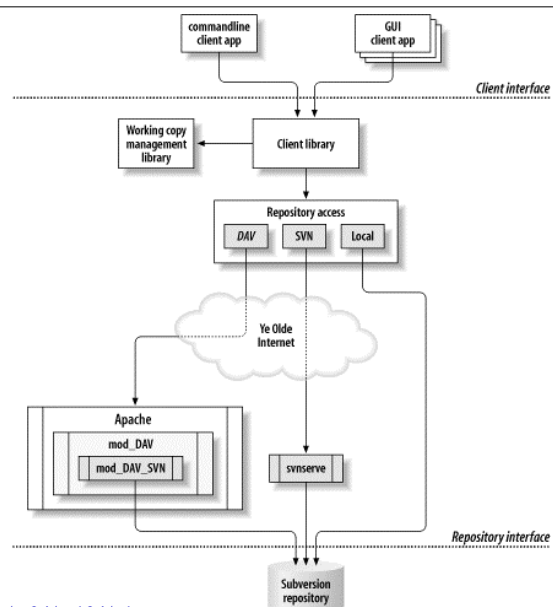 commandline
client app
GUI
client app
Client interface
Working copy
management
library
Client library
Repository access
DAV
SVN
Local
Ye Olde
Internet
Apache
mod_DAV
mod_DAV_SVN
svnserve
Repository interface
Subversion
repository